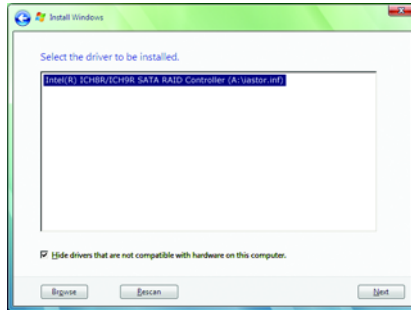 Install Windows
Select the driver to be installed.
Intel(R) ICH8R/ICH9R SATA RAID Controller (A:\iastor.inf)
Hide drivers that are not compatible with hardware on this computer.
Browse
Rescan
Next